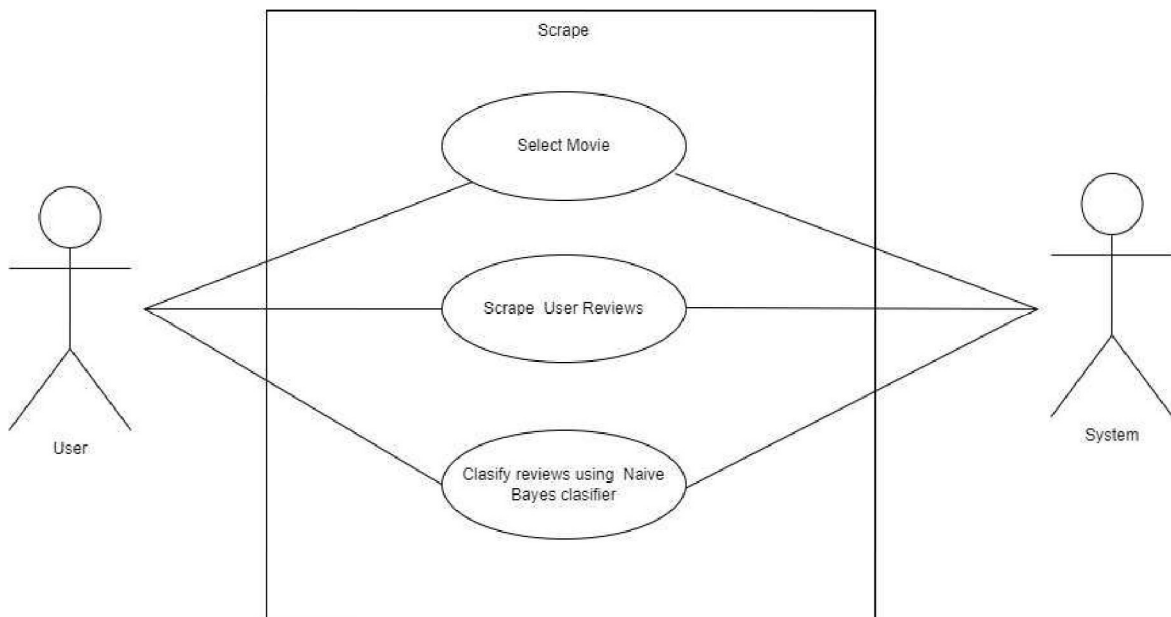 Scrape
Select Movie
Scrape User Reviews
Clasify reviews using Naive
Bayes clasifier
User
System